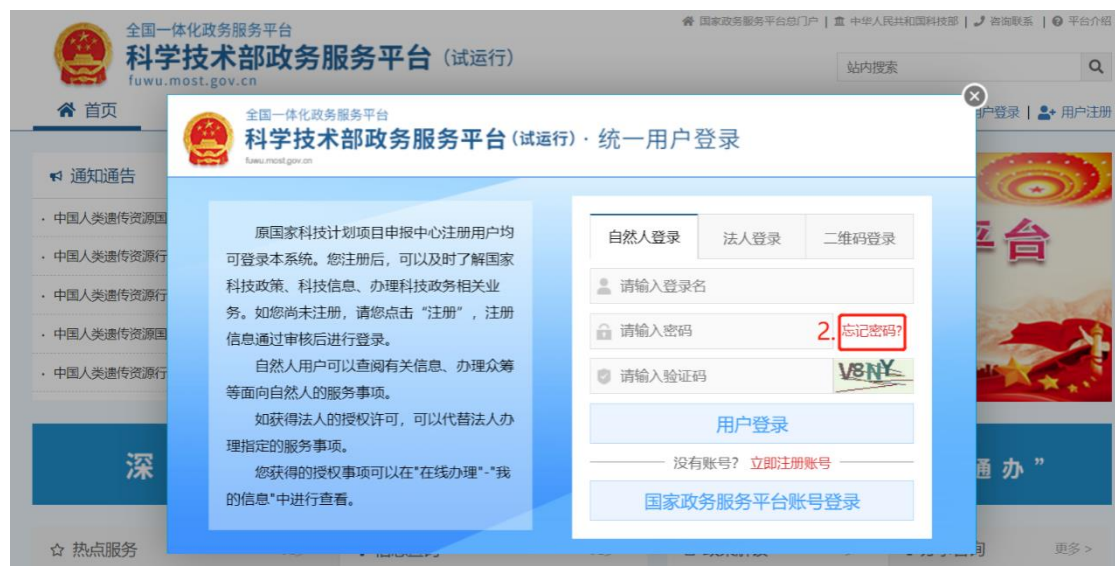 国家政务服务平台总门户 | 中华人民共和国科技部 | 咨询联系 | 平台介绍
全国一体化政务服务平台
科学技术部政务服务平台（试运行）
fuwu.most.gov.cn
站内搜索
首页
户登录 | 用户注册
全国一体化政务服务平台
科学技术部政务服务平台(试运行)·统一用户登录
fuwu.most.gov.cn
通知通告
· 中国人类遗传资源国
· 中国人类遗传资源行
· 中国人类遗传资源行
· 中国人类遗传资源国
· 中国人类遗传资源行
原国家科技计划项目申报中心注册用户均
可登录本系统。您注册后，可以及时了解国家
科技政策、科技信息、办理科技政务相关业
务。如您尚未注册，请您点击“注册”，注册
信息通过审核后进行登录。
自然人用户可以查阅有关信息、办理众筹
等面向自然人的服务事项。
如获得法人的授权许可，可以代替法人办
理指定的服务事项。
您获得的授权事项可以在"在线办理"-"我
的信息"中进行查看。
自然人登录 法人登录 二维码登录
请输入登录名
请输入密码 2. 忘记密码?
请输入验证码 V8NY
用户登录
没有账号？ 立即注册账号
国家政务服务平台账号登录
台
深
通办”
热点服务
更多 >